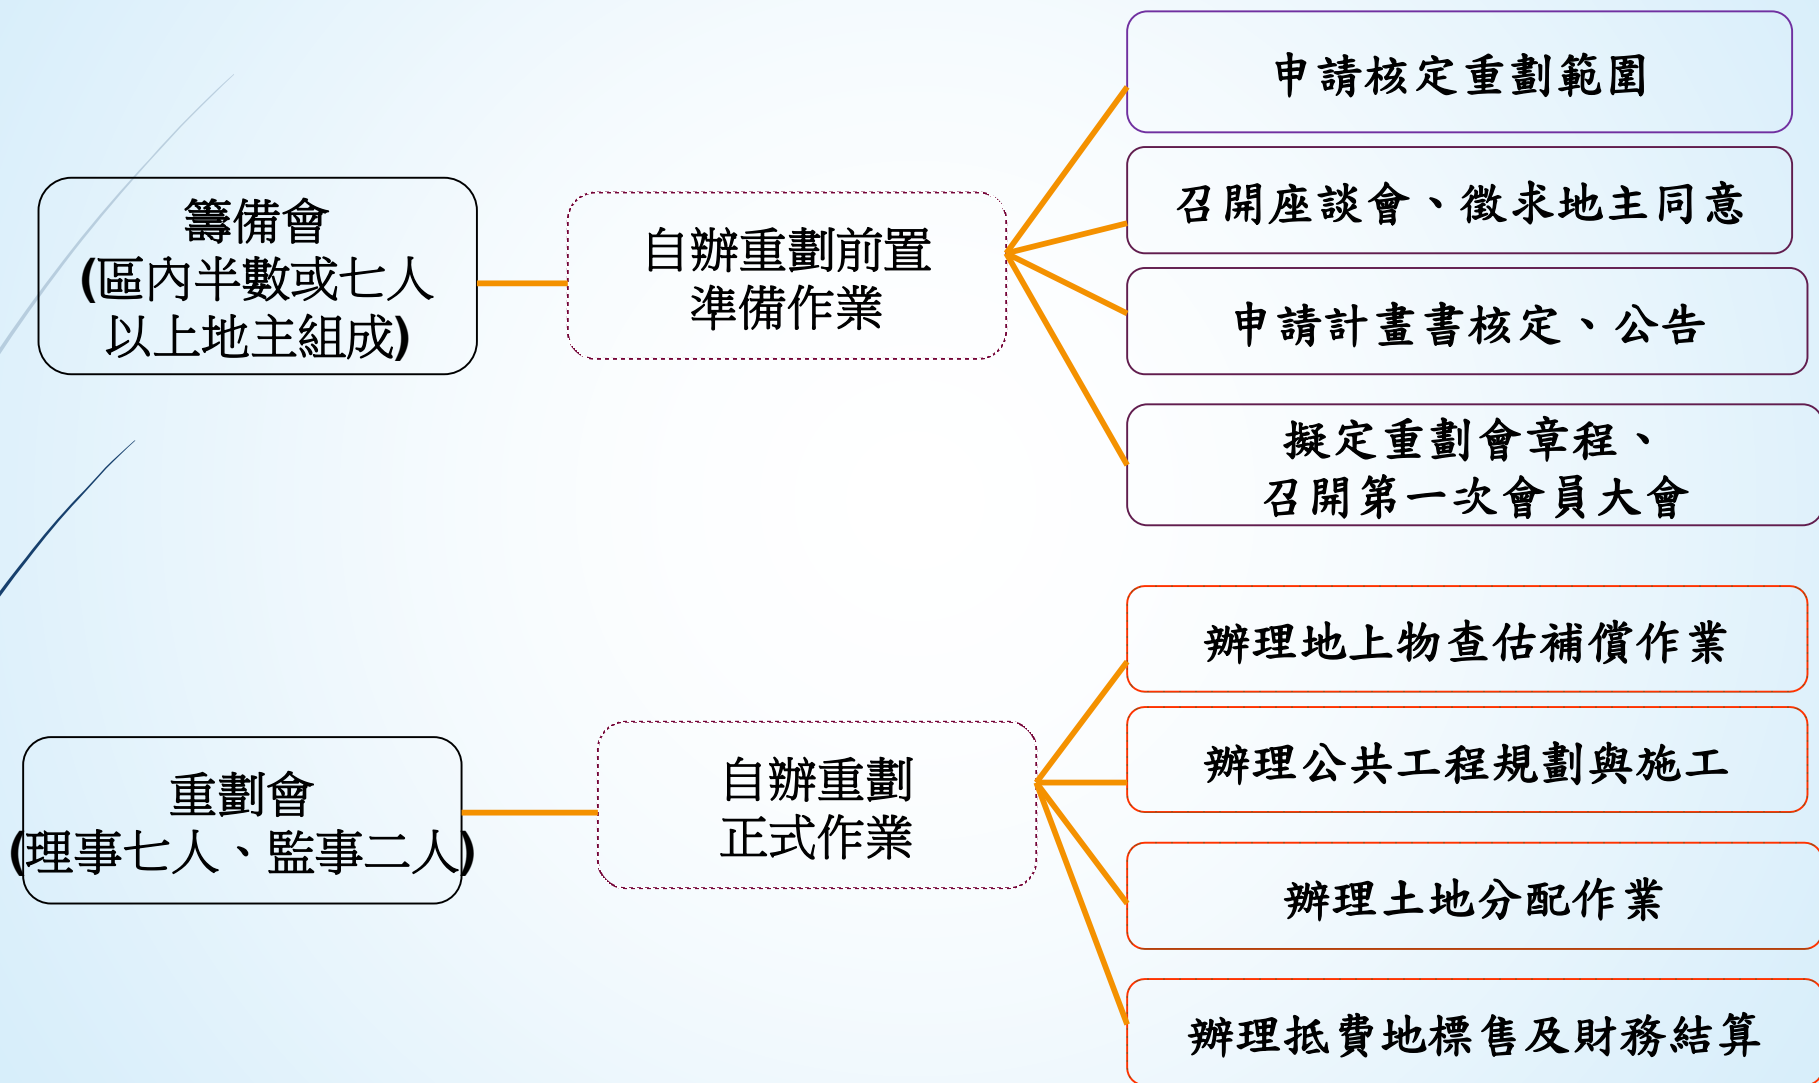 籌備會
(區內半數或七人
以上地主組成)
自辦重劃前置
準備作業
申請核定重劃範圍
召開座談會、徵求地主同意
申請計畫書核定、公告
擬定重劃會章程、
召開第一次會員大會
重劃會
(理事七人、監事二人)
自辦重劃
正式作業
辦理地上物查估補償作業
辦理公共工程規劃與施工
辦理土地分配作業
辦理抵費地標售及財務結算